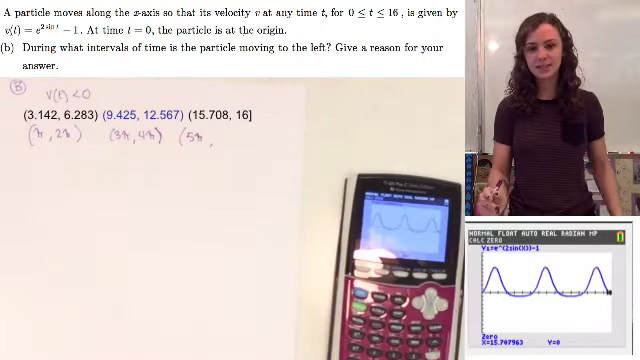 A particle moves along the x-axis so that its velocity v at any time t, for 0 ≤ t ≤ 16, is given by
v(t) = e^{2 sin t} − 1. At time t = 0, the particle is at the origin.
(b) During what intervals of time is the particle moving to the left? Give a reason for your
answer.
B
v(t) < 0
(3.142, 6.283) (9.425, 12.567) (15.708, 16]
(π, 2π) (3π, 4π) (5π,
NORMAL FLOAT AUTO REAL RADIAN MP
CALC ZERO
Y1=e^(2sin(X))-1
Zero
X=15.707963 Y=0